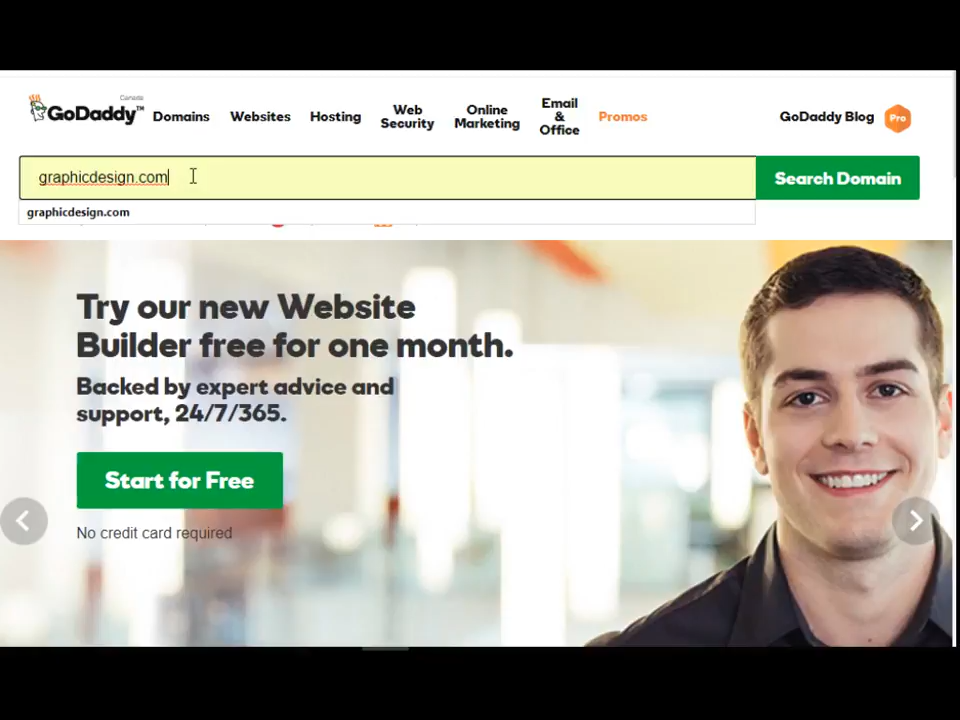 Canada
GoDaddy™
Domains
Websites
Hosting
Web
Security
Online
Marketing
Email
&
Office
Promos
GoDaddy Blog
Pro
graphicdesign.com
Search Domain
graphicdesign.com
Try our new Website
Builder free for one month.
Backed by expert advice and
support, 24/7/365.
Start for Free
No credit card required